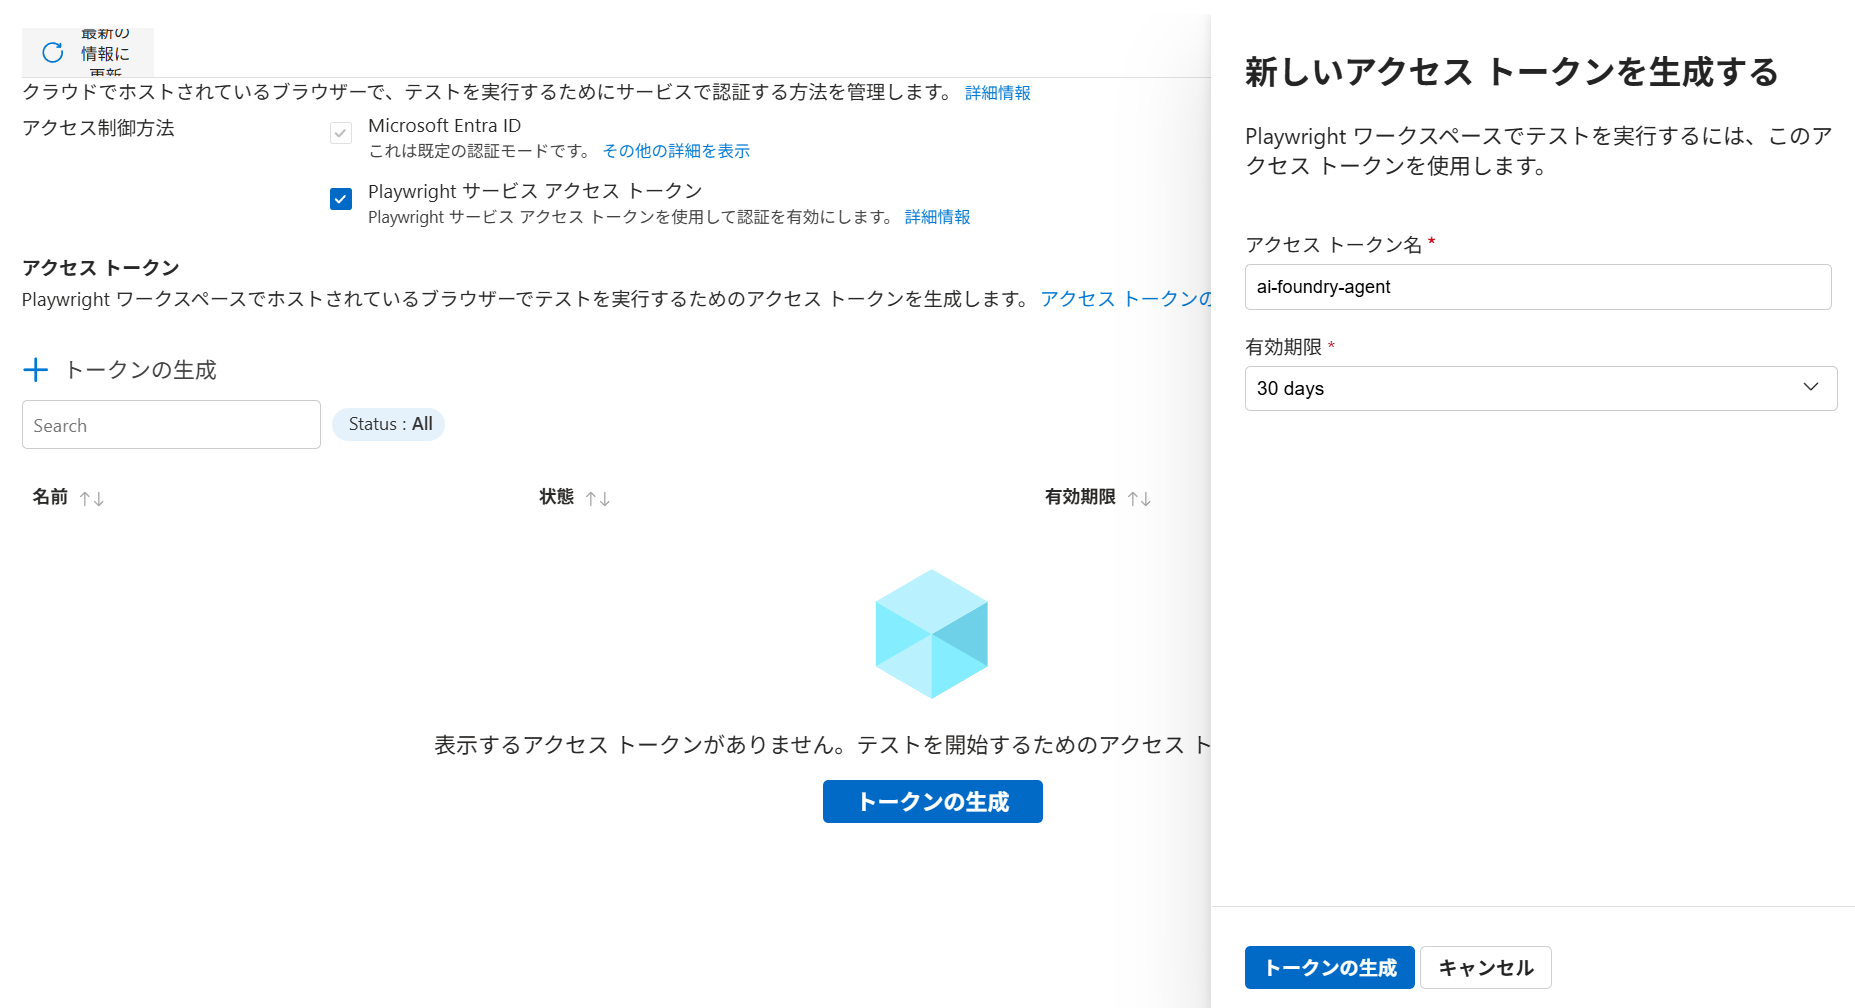 最新の
情報に
更新
クラウドでホストされているブラウザーで、テストを実行するためにサービスで認証する方法を管理します。 詳細情報
アクセス制御方法
Microsoft Entra ID
これは既定の認証モードです。 その他の詳細を表示
Playwright サービス アクセス トークン
Playwright サービス アクセス トークンを使用して認証を有効にします。 詳細情報
アクセス トークン
Playwright ワークスペースでホストされているブラウザーでテストを実行するためのアクセス トークンを生成します。 アクセス トークンの
トークンの生成
Search
Status : All
名前
状態
有効期限
表示するアクセス トークンがありません。テストを開始するためのアクセス ト
トークンの生成
新しいアクセス トークンを生成する
Playwright ワークスペースでテストを実行するには、このア
クセス トークンを使用します。
アクセス トークン名 *
ai-foundry-agent
有効期限 *
30 days
トークンの生成
キャンセル